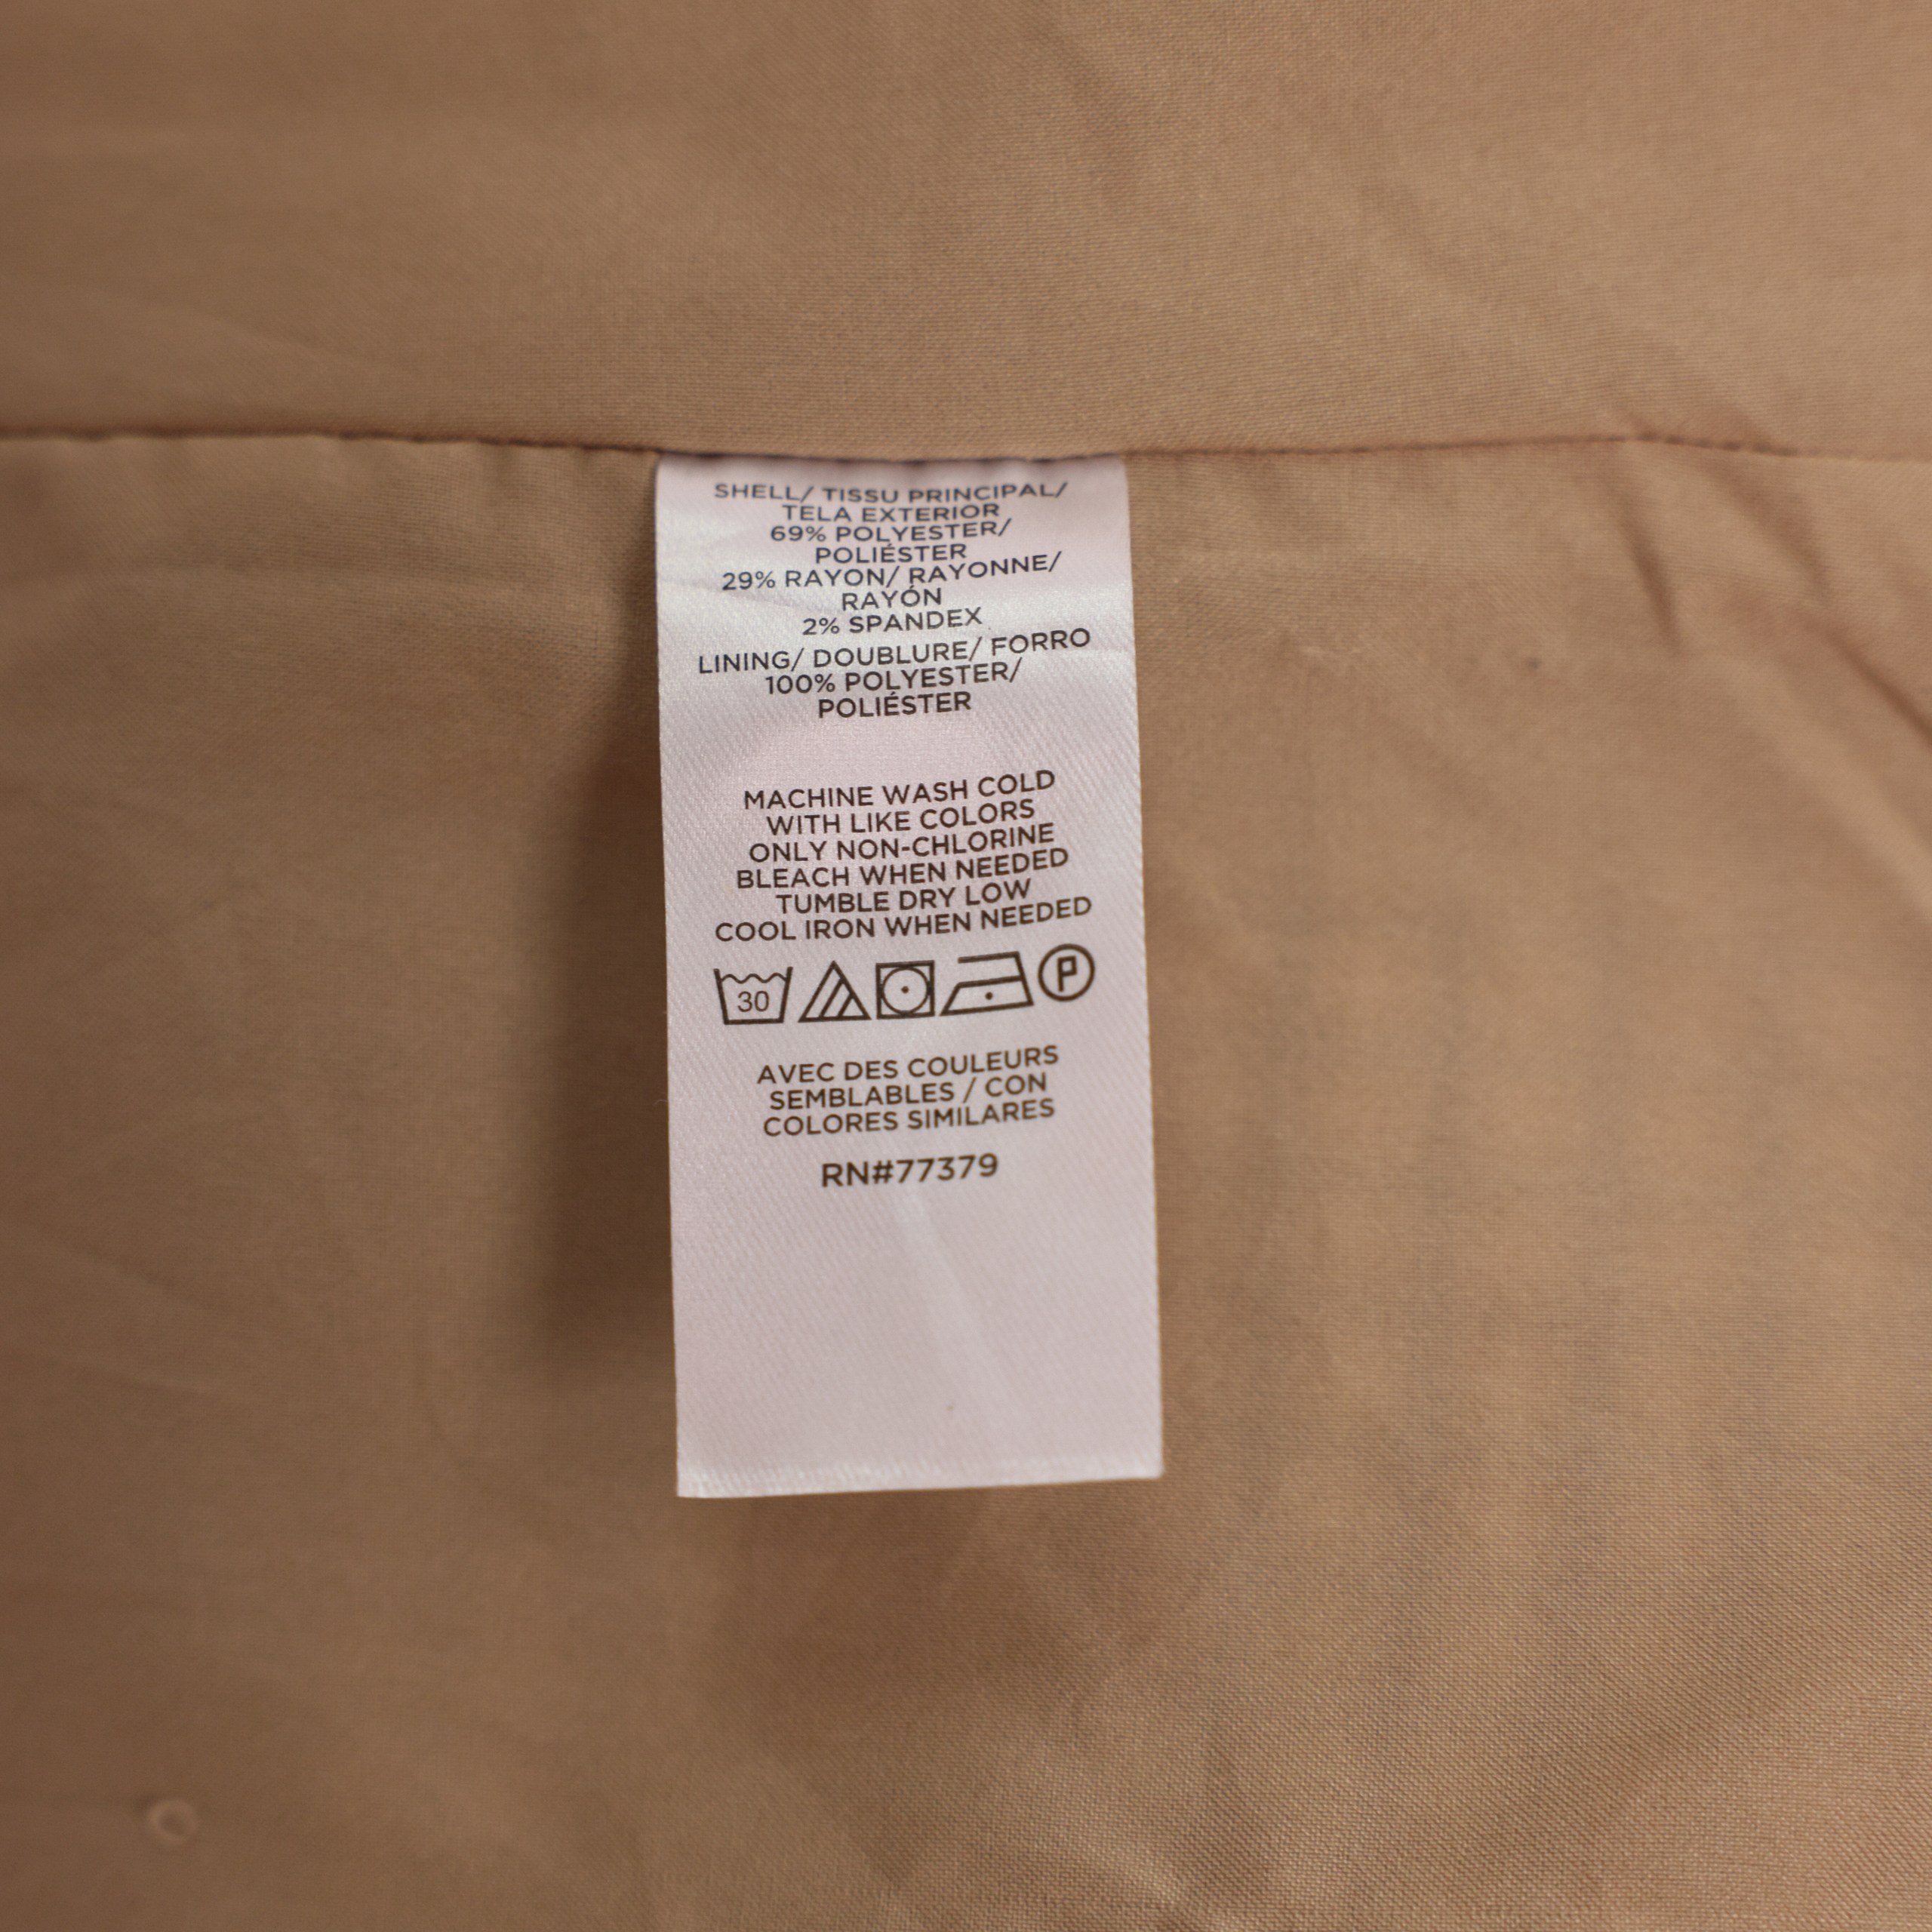 SHELL/ TISSU PRINCIPAL/
TELA EXTERIOR
69% POLYESTER/
POLIÉSTER
29% RAYON/ RAYONNE/
RAYÓN
2% SPANDEX
LINING/ DOUBLURE/ FORRO
100% POLYESTER/
POLIÉSTER
MACHINE WASH COLD
WITH LIKE COLORS
ONLY NON-CHLORINE
BLEACH WHEN NEEDED
TUMBLE DRY LOW
COOL IRON WHEN NEEDED
30 P
AVEC DES COULEURS
SEMBLABLES / CON
COLORES SIMILARES
RN#77379